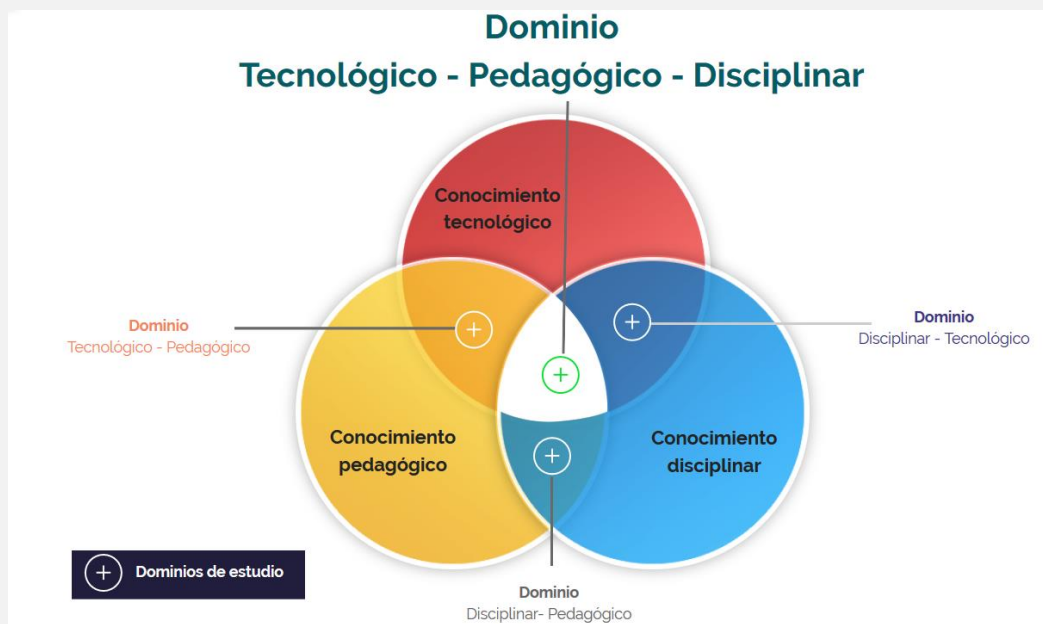 Dominio
Tecnológico - Pedagógico - Disciplinar
Conocimiento
tecnológico
Dominio
Tecnológico - Pedagógico
Dominio
Disciplinar - Tecnológico
Conocimiento
pedagógico
Conocimiento
disciplinar
Dominios de estudio
Dominio
Disciplinar- Pedagógico